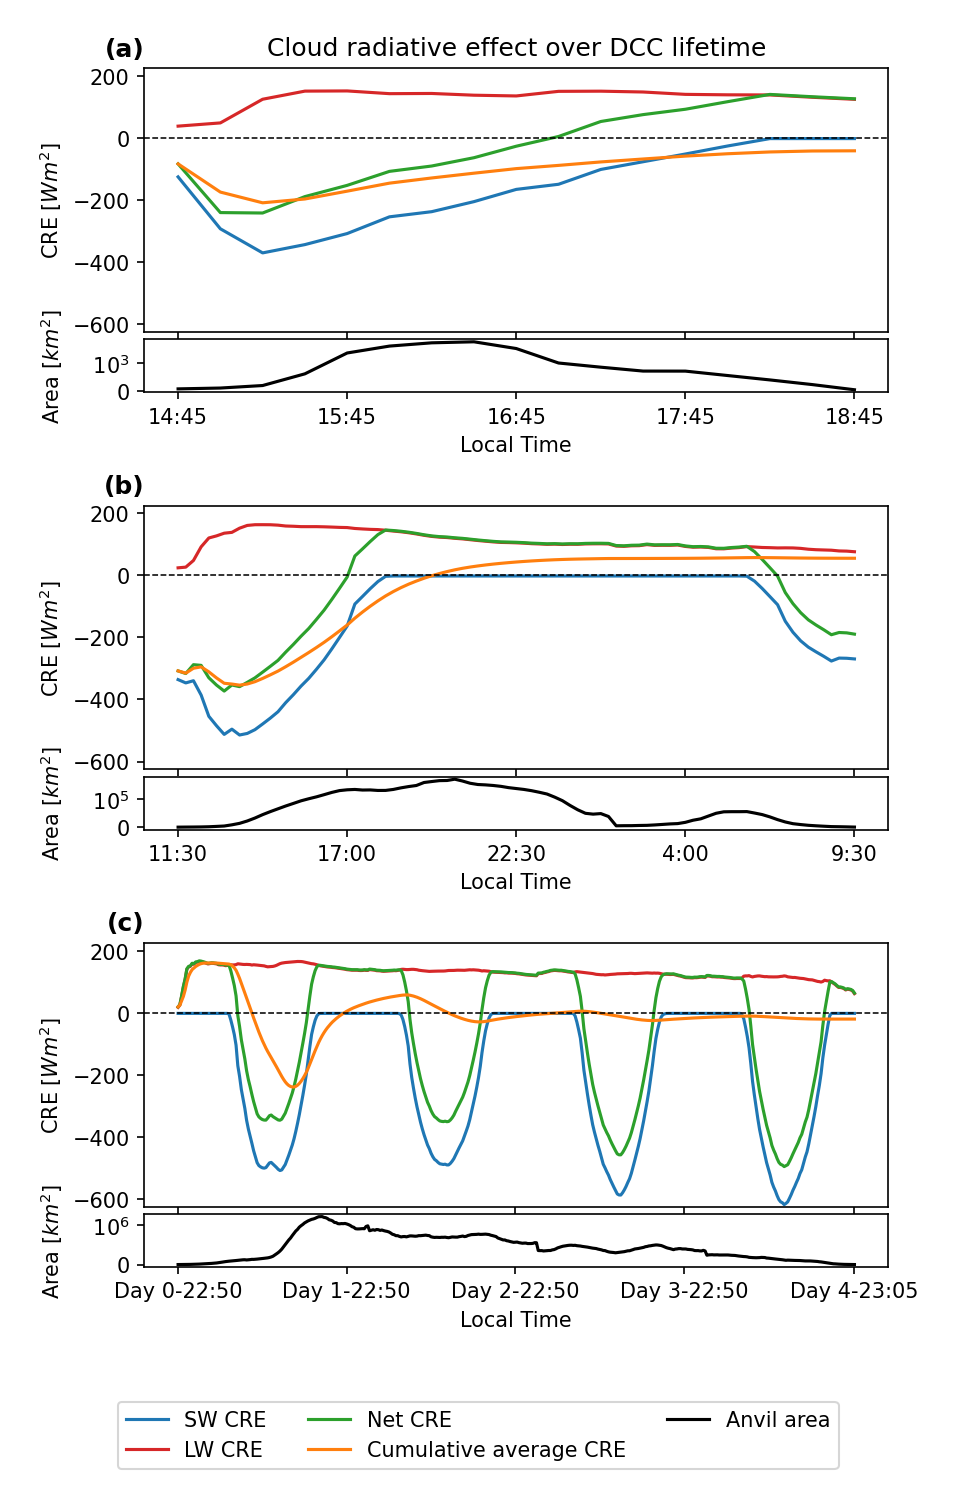 (a)
Cloud radiative effect over DCC lifetime
CRE [Wm²]
200
0
−200
−400
−600
Area [km²]
10³
0
14:45 15:45 16:45 17:45 18:45
Local Time
(b)
CRE [Wm²]
200
0
−200
−400
−600
Area [km²]
10⁵
0
11:30 17:00 22:30 4:00 9:30
Local Time
(c)
CRE [Wm²]
200
0
−200
−400
−600
Area [km²]
10⁶
0
Day 0-22:50 Day 1-22:50 Day 2-22:50 Day 3-22:50 Day 4-23:05
Local Time
SW CRE Net CRE Anvil area
LW CRE Cumulative average CRE